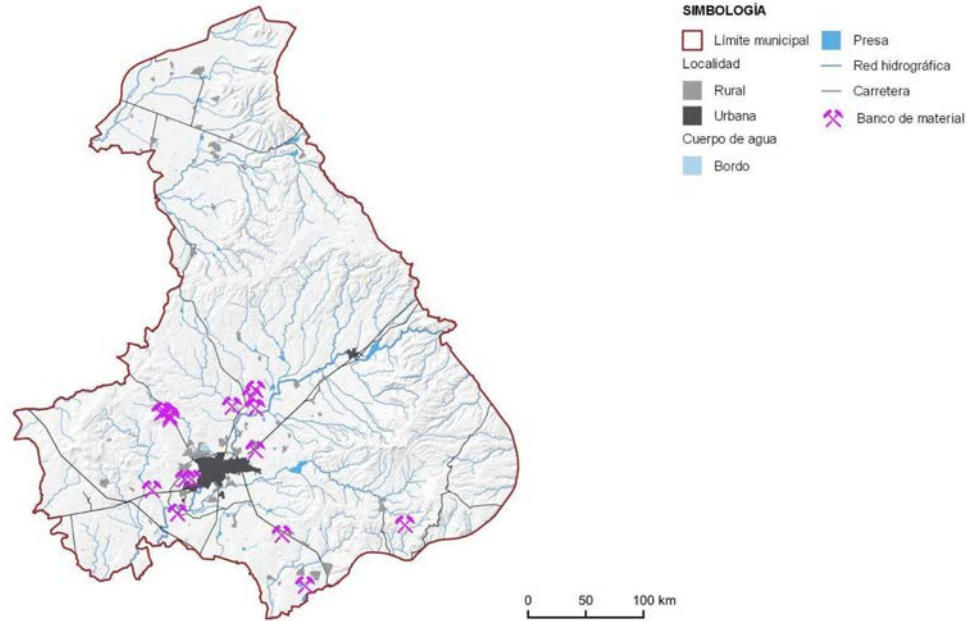 SIMBOLOGÍA
Límite municipal
Localidad
Rural
Urbana
Cuerpo de agua
Bordo
Presa
Red hidrográfica
Carretera
Banco de material
0 50 100 km